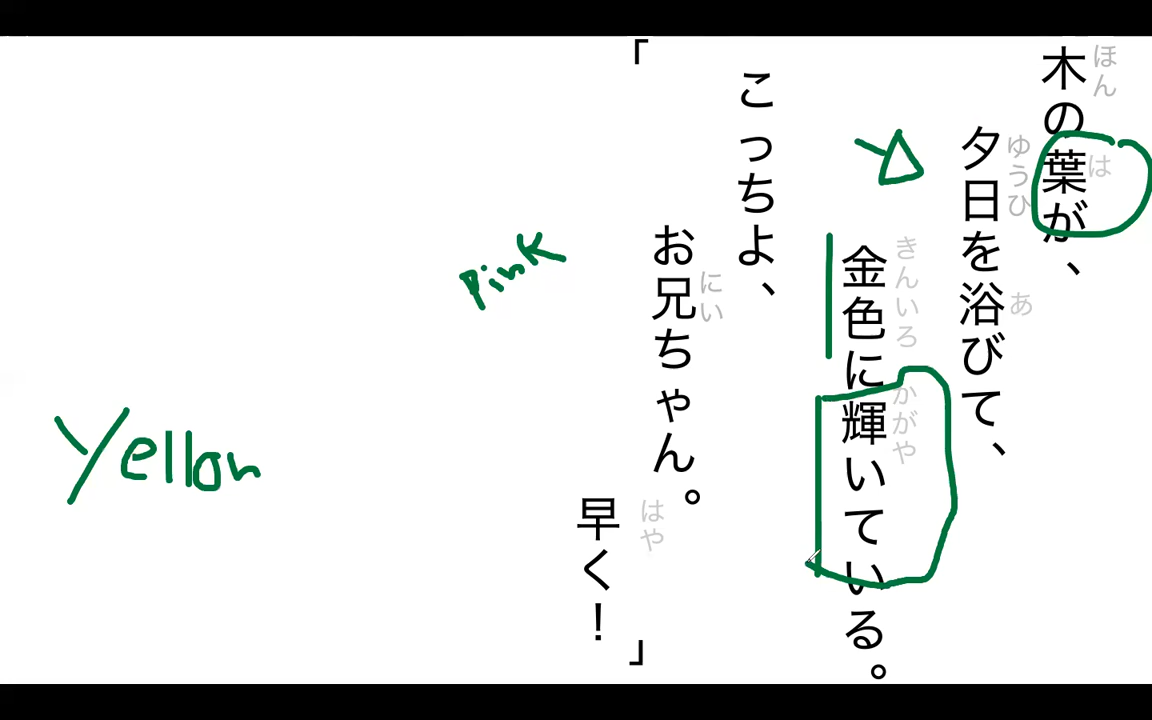 木の葉が、
ほん
は
夕日を浴びて、
ゆうひ
あ
金色に輝いている。
きんいろ
かがや
「
こっちよ、
お兄ちゃん。
にい
早く！
はや
」
Pink
Yellow